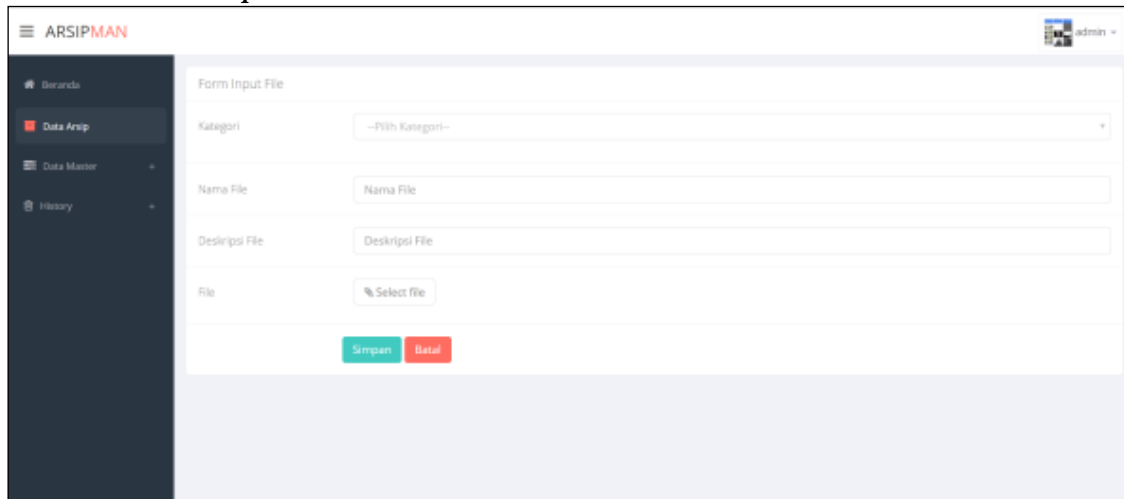 ARSIPMAN
admin
Beranda
Form Input File
Data Arsip
Kategori
--Pilih Kategori--
Data Master +
Nama File
Nama File
History +
Deskripsi File
Deskripsi File
File
Select file
Simpan
Batal